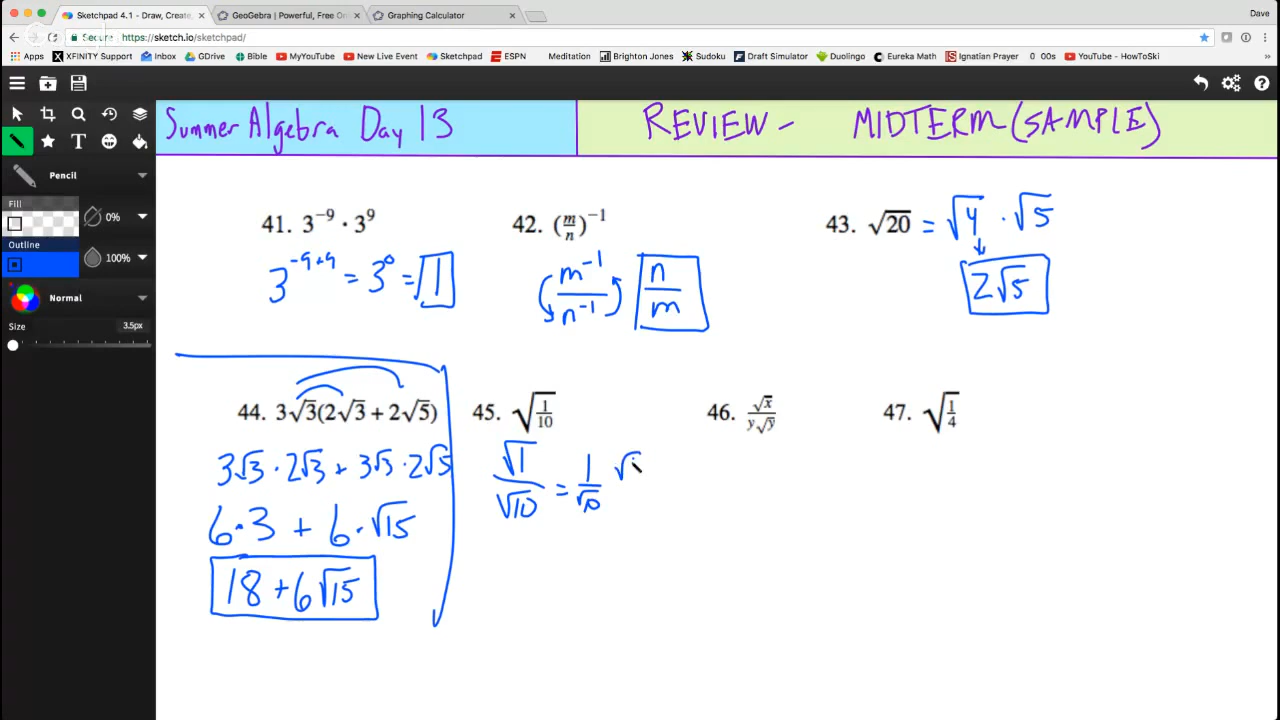 Sketchpad 4.1 - Draw, Create, GeoGebra | Powerful, Free On Graphing Calculator Dave
Secure https://sketch.io/sketchpad/
Apps XFINITY Support Inbox GDrive Bible MyYouTube New Live Event Sketchpad ESPN Meditation Brighton Jones Sudoku Draft Simulator Duolingo Eureka Math Ignatian Prayer 00s YouTube - HowToSki »
Summer Algebra Day 13 REVIEW - MIDTERM (SAMPLE)
Pencil
Fill
0%
Outline
100%
Normal
Size 3.5px
41. 3⁻⁹ · 3⁹ 42. (m/n)⁻¹ 43. √20 = √4 · √5
3⁻⁹⁺⁹ = 3⁰ = 1 m⁻¹/n⁻¹ n/m 2√5
44. 3√3(2√3 + 2√5) 45. √(1/10) 46. √x/(y√y) 47. √(1/4)
3√3 · 2√3 + 3√3 · 2√5 √1/√10 = 1/√10 √
6 · 3 + 6 · √15
18 + 6√15